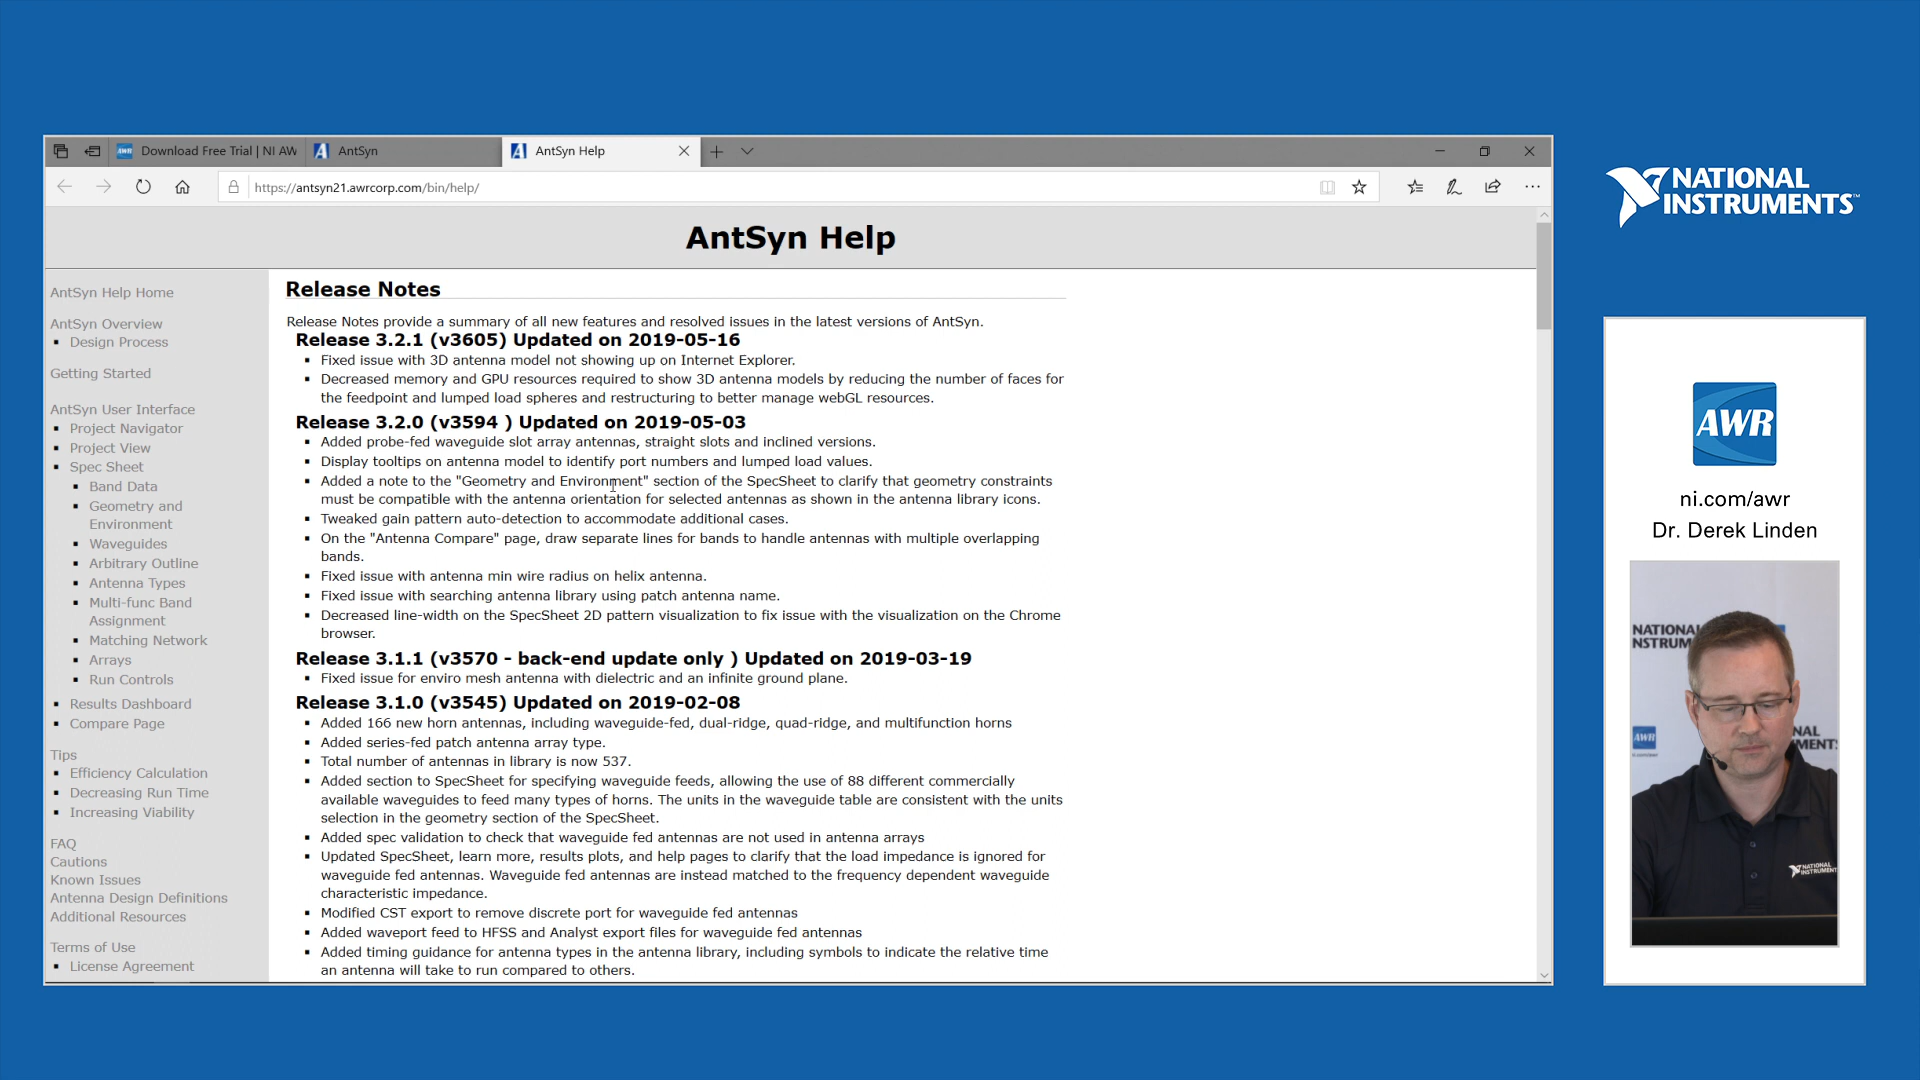 Download Free Trial | NI AW
AntSyn
AntSyn Help
https://antsyn21.awrcorp.com/bin/help/
AntSyn Help
AntSyn Help Home
AntSyn Overview
Design Process
Getting Started
AntSyn User Interface
Project Navigator
Project View
Spec Sheet
Band Data
Geometry and
Environment
Waveguides
Arbitrary Outline
Antenna Types
Multi-func Band
Assignment
Matching Network
Arrays
Run Controls
Results Dashboard
Compare Page
Tips
Efficiency Calculation
Decreasing Run Time
Increasing Viability
FAQ
Cautions
Known Issues
Antenna Design Definitions
Additional Resources
Terms of Use
License Agreement
Release Notes
Release Notes provide a summary of all new features and resolved issues in the latest versions of AntSyn.
Release 3.2.1 (v3605) Updated on 2019-05-16
Fixed issue with 3D antenna model not showing up on Internet Explorer.
Decreased memory and GPU resources required to show 3D antenna models by reducing the number of faces for
the feedpoint and lumped load spheres and restructuring to better manage webGL resources.
Release 3.2.0 (v3594 ) Updated on 2019-05-03
Added probe-fed waveguide slot array antennas, straight slots and inclined versions.
Display tooltips on antenna model to identify port numbers and lumped load values.
Added a note to the "Geometry and Environment" section of the SpecSheet to clarify that geometry constraints
must be compatible with the antenna orientation for selected antennas as shown in the antenna library icons.
Tweaked gain pattern auto-detection to accommodate additional cases.
On the "Antenna Compare" page, draw separate lines for bands to handle antennas with multiple overlapping
bands.
Fixed issue with antenna min wire radius on helix antenna.
Fixed issue with searching antenna library using patch antenna name.
Decreased line-width on the SpecSheet 2D pattern visualization to fix issue with the visualization on the Chrome
browser.
Release 3.1.1 (v3570 - back-end update only ) Updated on 2019-03-19
Fixed issue for enviro mesh antenna with dielectric and an infinite ground plane.
Release 3.1.0 (v3545) Updated on 2019-02-08
Added 166 new horn antennas, including waveguide-fed, dual-ridge, quad-ridge, and multifunction horns
Added series-fed patch antenna array type.
Total number of antennas in library is now 537.
Added section to SpecSheet for specifying waveguide feeds, allowing the use of 88 different commercially
available waveguides to feed many types of horns. The units in the waveguide table are consistent with the units
selection in the geometry section of the SpecSheet.
Added spec validation to check that waveguide fed antennas are not used in antenna arrays
Updated SpecSheet, learn more, results plots, and help pages to clarify that the load impedance is ignored for
waveguide fed antennas. Waveguide fed antennas are instead matched to the frequency dependent waveguide
characteristic impedance.
Modified CST export to remove discrete port for waveguide fed antennas
Added waveport feed to HFSS and Analyst export files for waveguide fed antennas
Added timing guidance for antenna types in the antenna library, including symbols to indicate the relative time
an antenna will take to run compared to others.
NATIONAL
INSTRUMENTS™
AWR
ni.com/awr
Dr. Derek Linden
NATIONAL
NSTRUM
AWR
NAL
MENTS
NATIONAL
INSTRUMENT